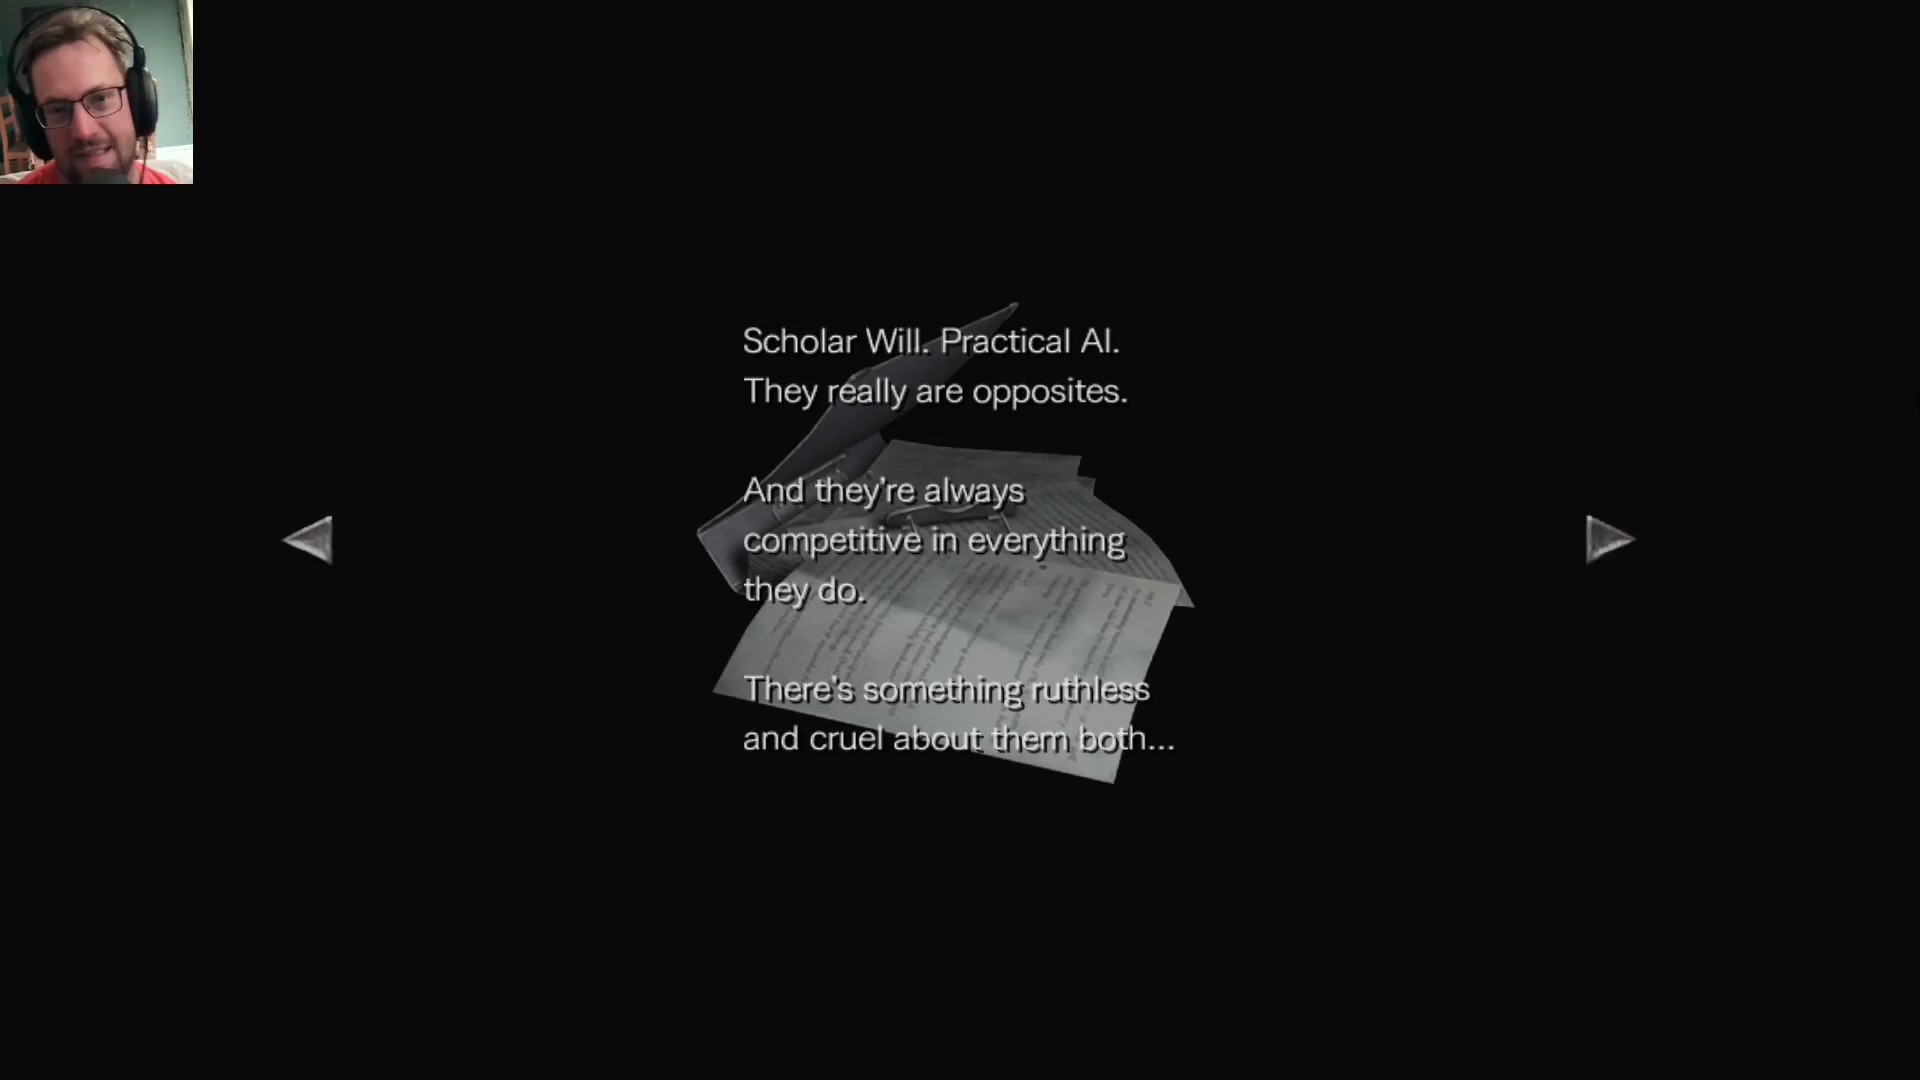 Scholar Will. Practical Al.
They really are opposites.
And they're always
competitive in everything
they do.
There's something ruthless
and cruel about them both...